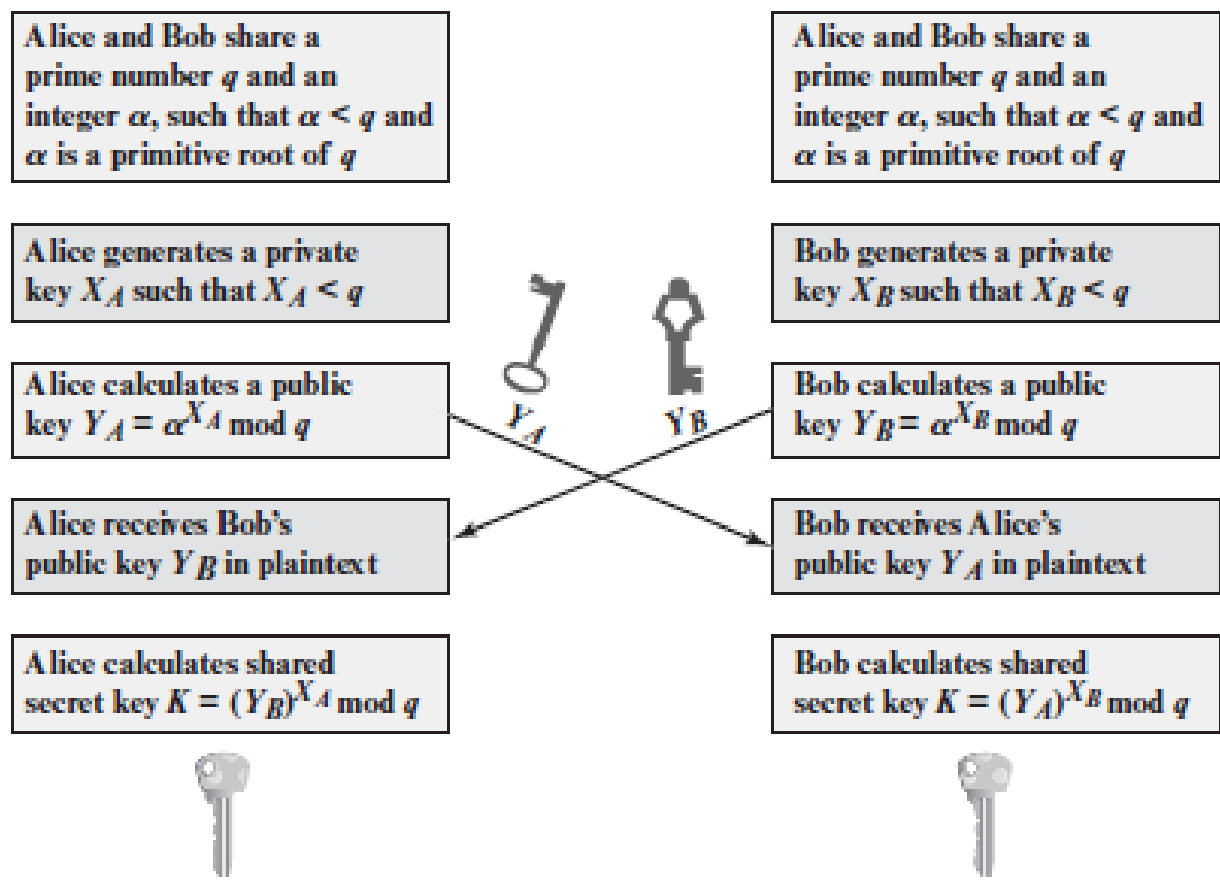 Alice and Bob share a
prime number q and an
integer α, such that α < q and
α is a primitive root of q
Alice and Bob share a
prime number q and an
integer α, such that α < q and
α is a primitive root of q
Alice generates a private
key X_A such that X_A < q
Bob generates a private
key X_B such that X_B < q
Alice calculates a public
key Y_A = α^{X_A} mod q
Y_A
Y_B
Bob calculates a public
key Y_B = α^{X_B} mod q
Alice receives Bob's
public key Y_B in plaintext
Bob receives Alice's
public key Y_A in plaintext
Alice calculates shared
secret key K = (Y_B)^{X_A} mod q
Bob calculates shared
secret key K = (Y_A)^{X_B} mod q